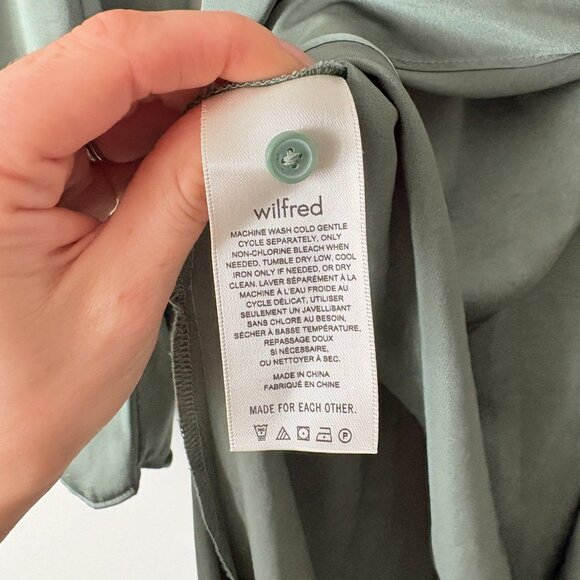 wilfred
MACHINE WASH COLD GENTLE
CYCLE SEPARATELY, ONLY
NON-CHLORINE BLEACH WHEN
NEEDED, TUMBLE DRY LOW, COOL
IRON ONLY IF NEEDED, OR DRY
CLEAN. LAVER SÉPARÉMENT À LA
MACHINE À L'EAU FROIDE AU
CYCLE DÉLICAT, UTILISER
SEULEMENT UN JAVELLISANT
SANS CHLORE AU BESOIN,
SÉCHER À BASSE TEMPÉRATURE,
REPASSAGE DOUX
SI NÉCESSAIRE,
OU NETTOYER À SEC.
MADE IN CHINA
FABRIQUÉ EN CHINE
MADE FOR EACH OTHER.